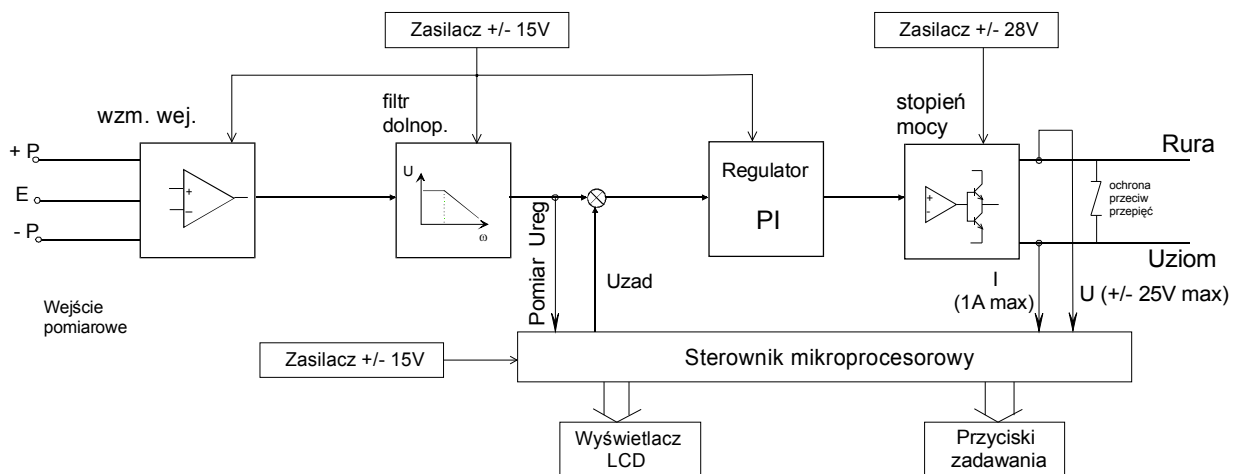 Zasilacz +/- 15V
Zasilacz +/- 28V
wzm. wej.
filtr
dolnop.
stopień
mocy
+ P
E
- P
+
−
U
ω
Regulator
PI
+
-
Rura
ochrona
przeciw
przepięć
Uziom
Pomiar Ureg
Uzad
I
(1A max)
U (+/- 25V max)
Wejście
pomiarowe
Zasilacz +/- 15V
Sterownik mikroprocesorowy
Wyświetlacz
LCD
Przyciski
zadawania